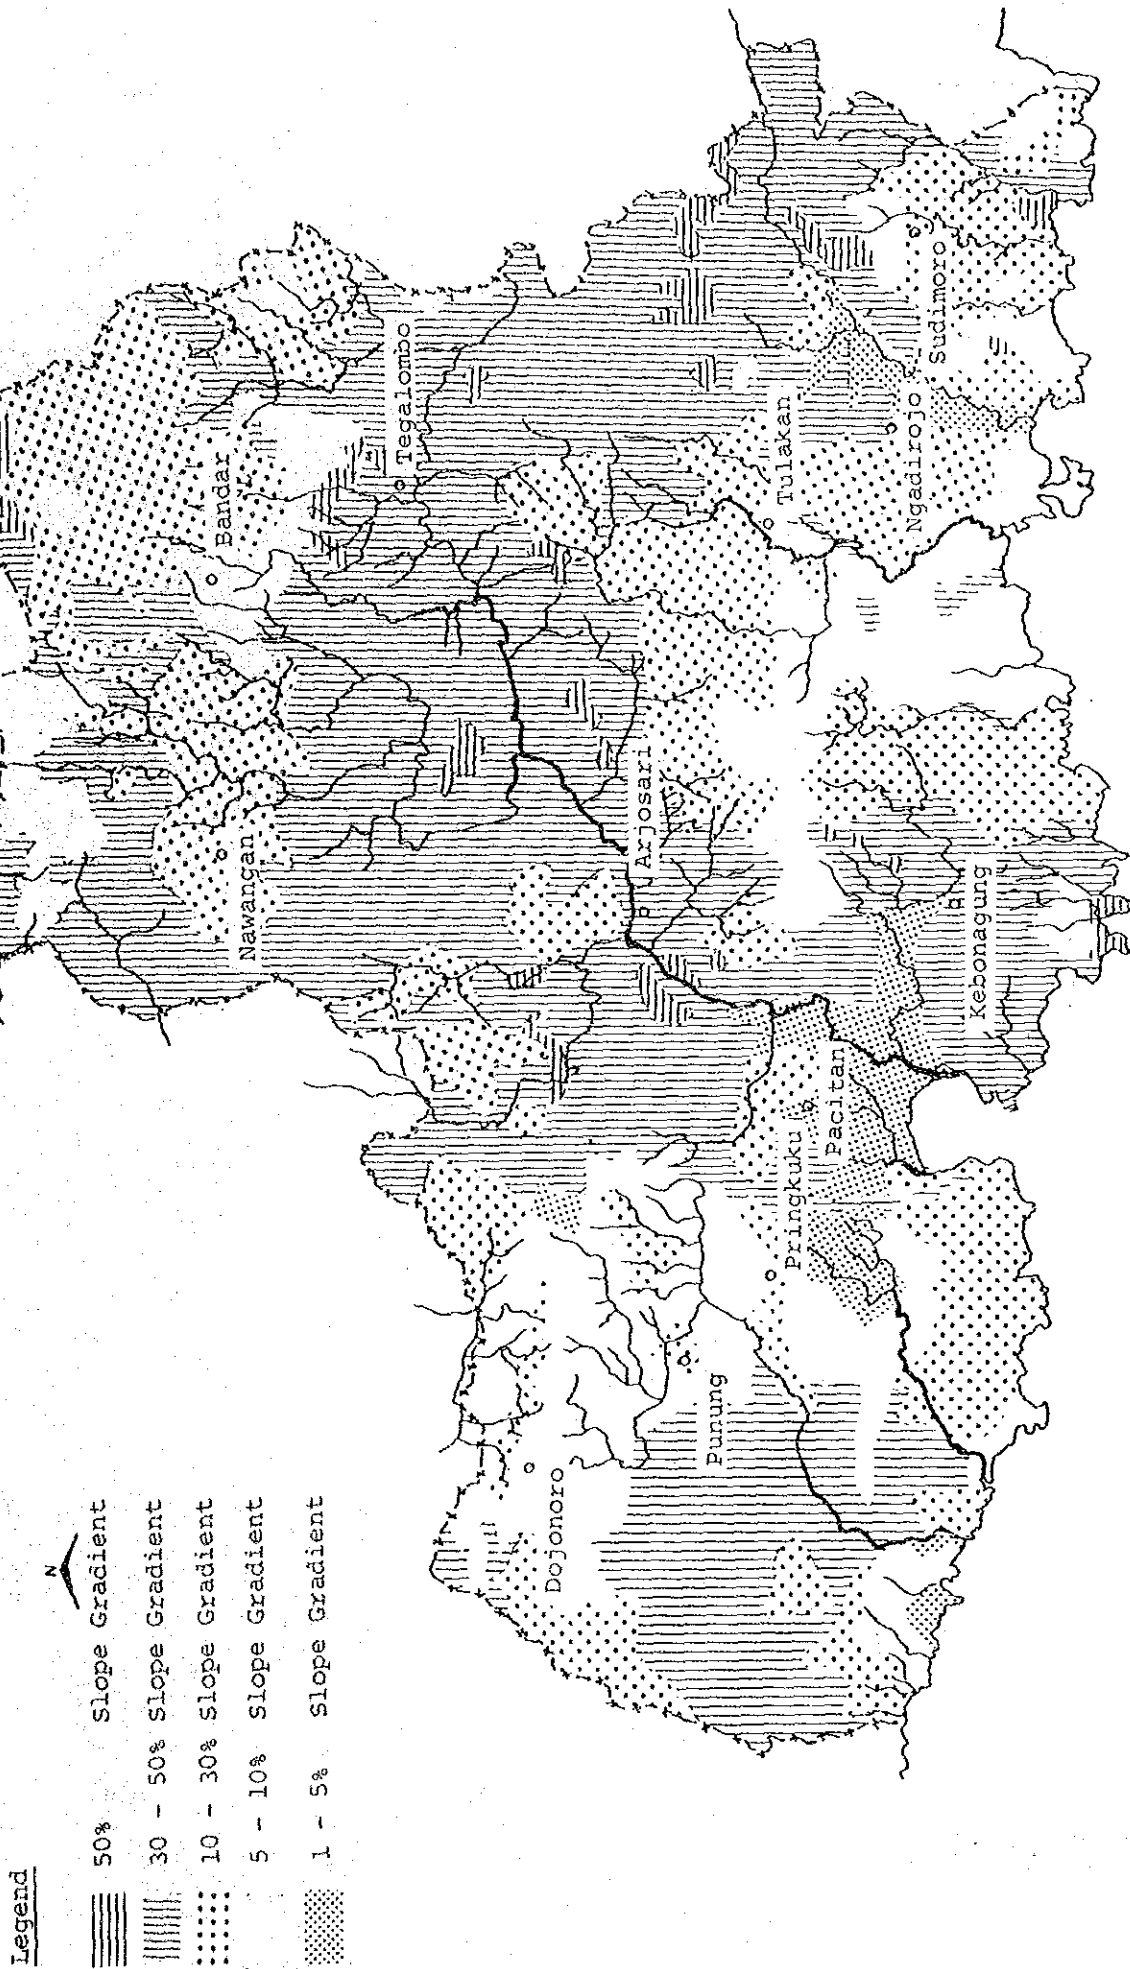 Legend
50% Slope Gradient
30 - 50% Slope Gradient
10 - 30% Slope Gradient
5 - 10% Slope Gradient
1 - 5% Slope Gradient
N
Nawangan
Bandar
Tegalombo
Dojonoro
Arjosari
Punung
Pringkuku
Pacitan
Tulakan
Kebonagung
Ngadirojo
Sudimoro